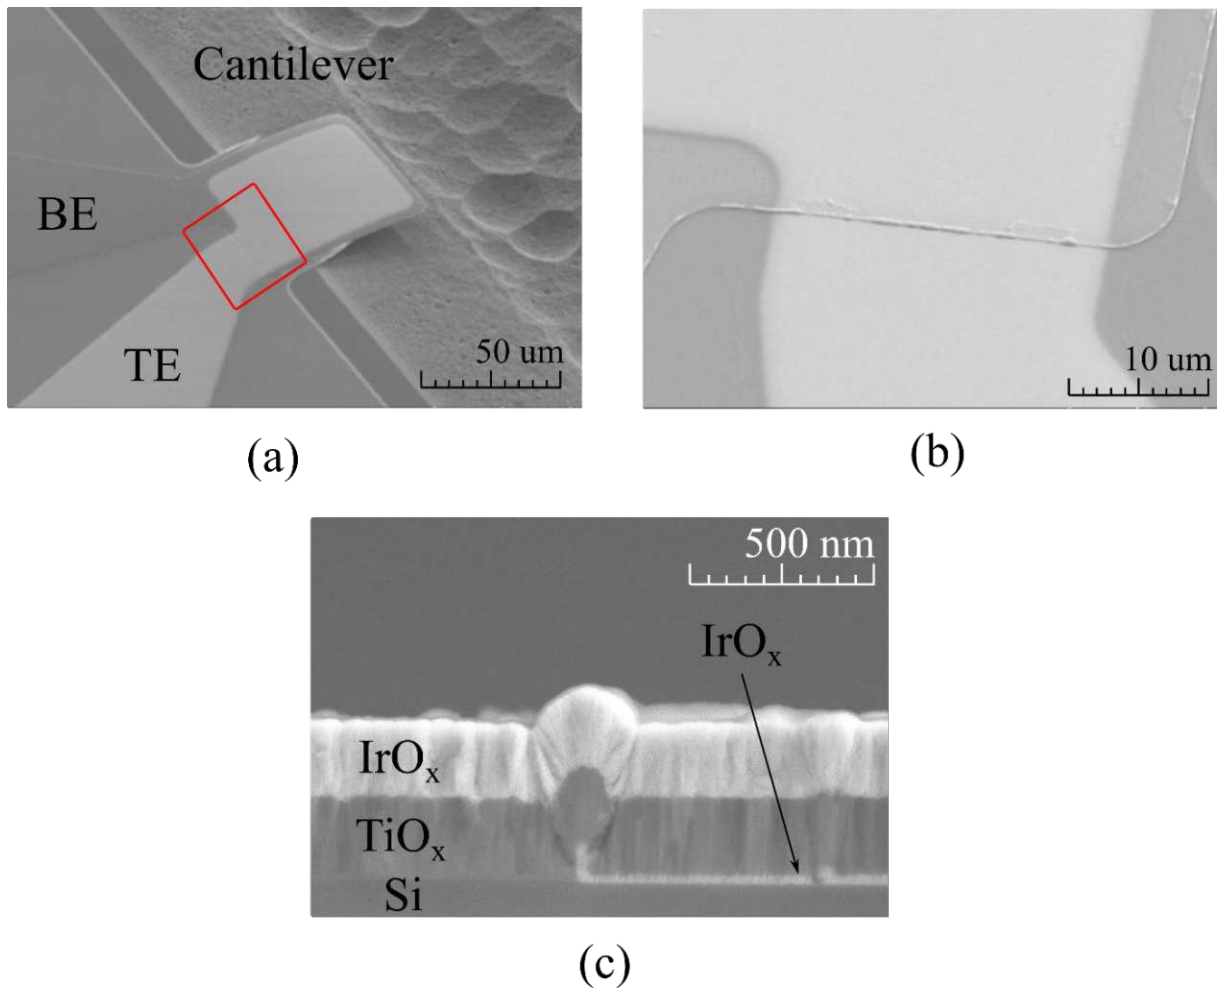 Cantilever
BE
TE
50 um
(a)
10 um
(b)
500 nm
IrOₓ
IrOₓ
TiOₓ
Si
(c)